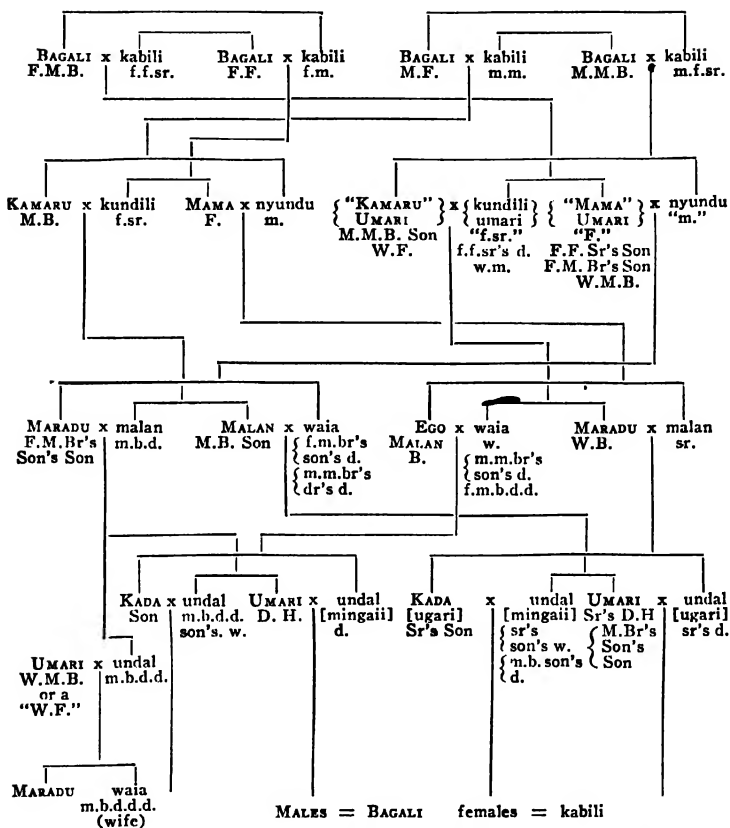 BAGALI x kabili BAGALI x kabili BAGALI x kabili BAGALI x kabili
F.M.B. f.f.sr. F.F. f.m. M.F. m.m. M.M.B. m.f.sr.
KAMARU x kundili MAMA x nyundu { "KAMARU" } x { kundili } { "MAMA" } x nyundu
M.B. f.sr. F. m. { UMARI } { umari } { UMARI } "m."
M.M.B. Son "f.sr." "F."
W.F. f.f.sr's d. F.F. Sr's Son
w.m. F.M. Br's Son
W.M.B.
MARADU x malan MALAN x waia EGO x waia MARADU x malan
F.M.Br's m.b.d. M.B. Son { f.m.br's MALAN w. W.B. sr.
Son's Son { son's d. B. { m.m.br's
{ m.m.br's { son's d.
{ dr's d. f.m.b.d.d.
KADA x undal UMARI x undal KADA x undal UMARI x undal
Son m.b.d.d. D. H. [mingaii] [ugari] [mingaii] Sr's D.H [ugari]
son's. w. d. Sr's Son { sr's { M.Br's sr's d.
{ son's w. { Son's
{ m.b. son's { Son
{ d.
UMARI x undal
W.M.B. m.b.d.d.
or a
"W.F."
MARADU waia
m.b.d.d.d.
(wife)
MALES = BAGALI females = kabili